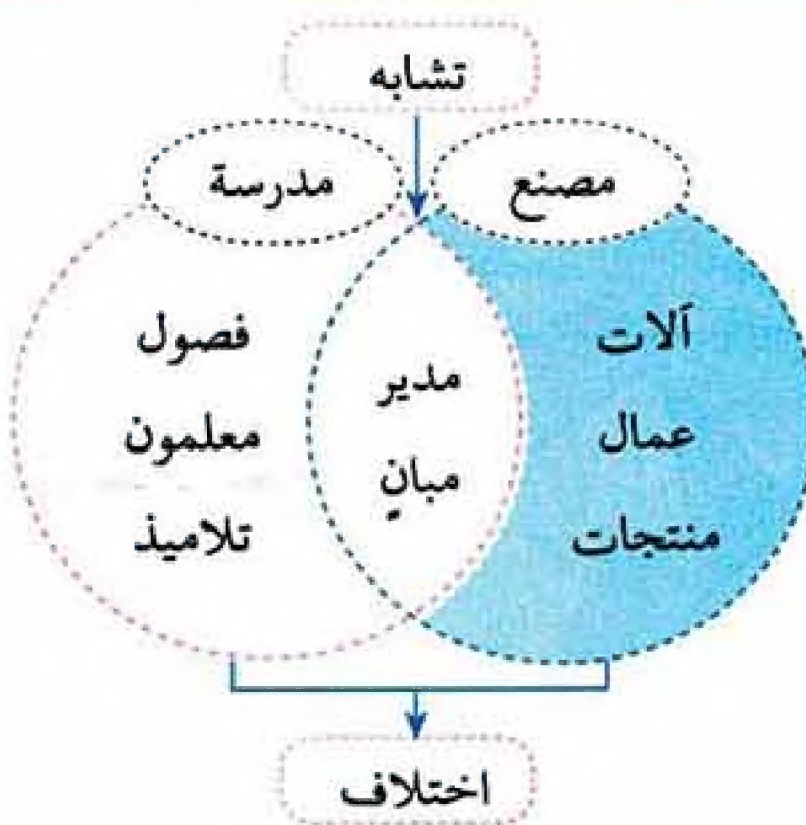 تشابه
مصنع
مدرسة
آلات
عمال
منتجات
مدير
مبانٍ
فصول
معلمون
تلاميذ
اختلاف